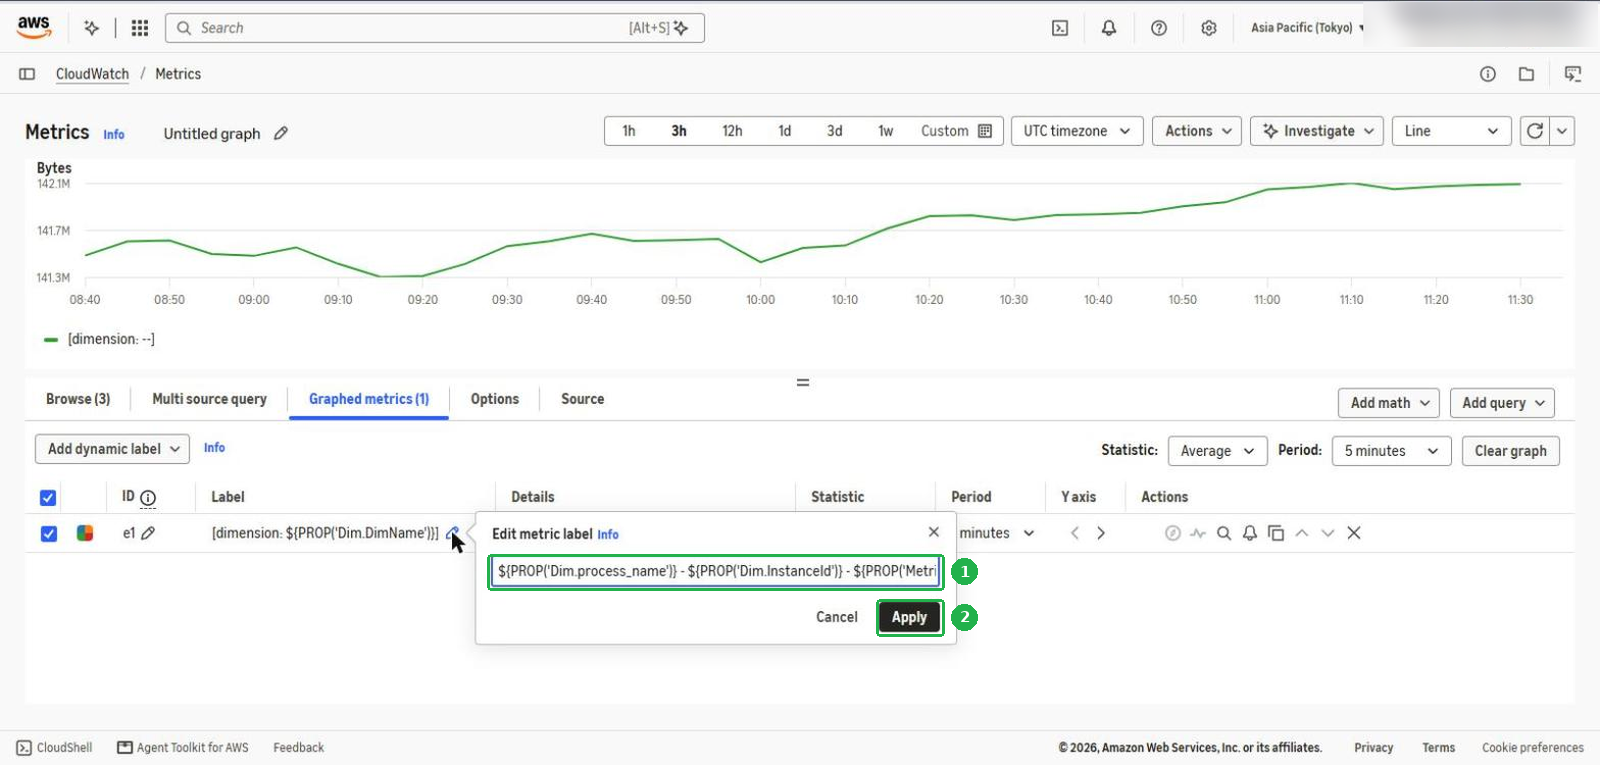 aws
Search
[Alt+S]
Asia Pacific (Tokyo)
CloudWatch / Metrics
Metrics Info Untitled graph
1h 3h 12h 1d 3d 1w Custom UTC timezone Actions Investigate Line
Bytes
142.1M
141.7M
141.3M
08:40 08:50 09:00 09:10 09:20 09:30 09:40 09:50 10:00 10:10 10:20 10:30 10:40 10:50 11:00 11:10 11:20 11:30
[dimension: --]
Browse (3) Multi source query Graphed metrics (1) Options Source Add math Add query
Add dynamic label Info Statistic: Average Period: 5 minutes Clear graph
ID Label Details Statistic Period Y axis Actions
e1 [dimension: ${PROP('Dim.DimName')}] minutes
Edit metric label Info
${PROP('Dim.process_name')} - ${PROP('Dim.InstanceId')} - ${PROP('Metri
1
Cancel Apply 2
CloudShell Agent Toolkit for AWS Feedback © 2026, Amazon Web Services, Inc. or its affiliates. Privacy Terms Cookie preferences